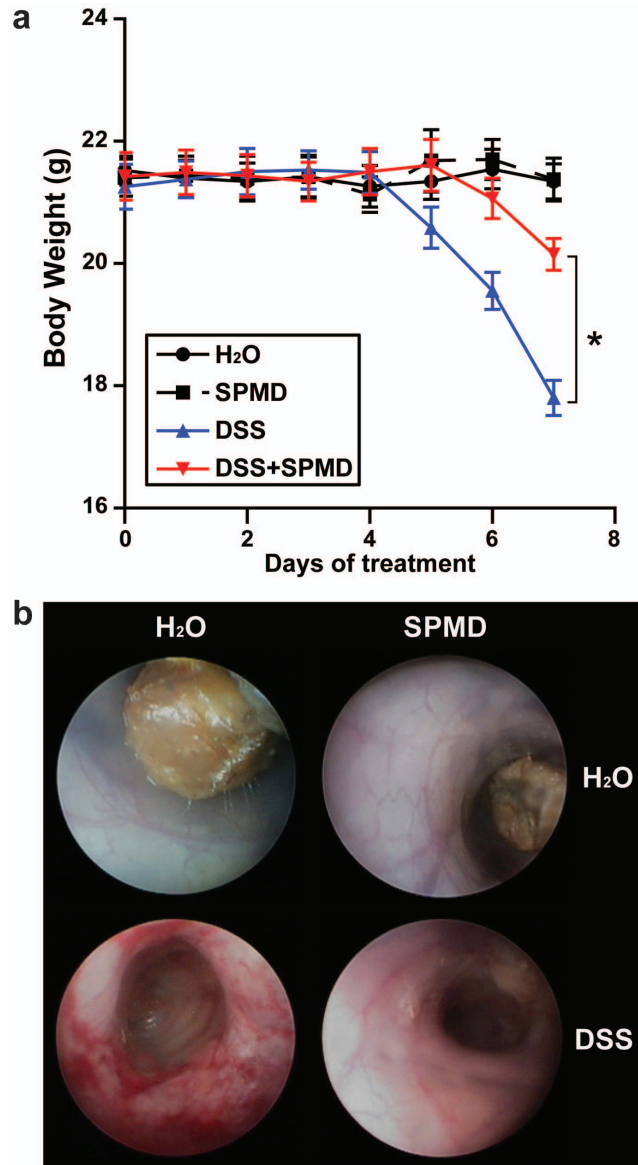 a
24
22
20
18
16
Body Weight (g)
H₂O
- SPMD
DSS
DSS+SPMD
*
0 2 4 6 8
Days of treatment
b
H₂O SPMD
H₂O
DSS